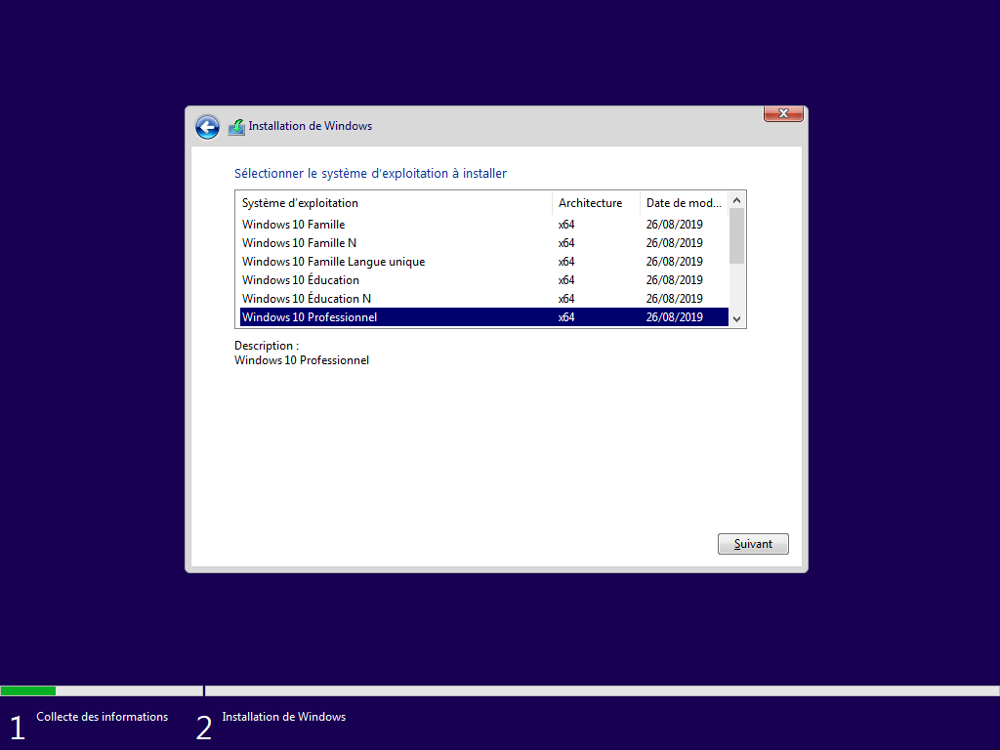 Installation de Windows
Sélectionner le système d'exploitation à installer
Système d'exploitation Architecture Date de mod...
Windows 10 Famille x64 26/08/2019
Windows 10 Famille N x64 26/08/2019
Windows 10 Famille Langue unique x64 26/08/2019
Windows 10 Éducation x64 26/08/2019
Windows 10 Éducation N x64 26/08/2019
Windows 10 Professionnel x64 26/08/2019
Description :
Windows 10 Professionnel
Suivant
1 Collecte des informations 2 Installation de Windows